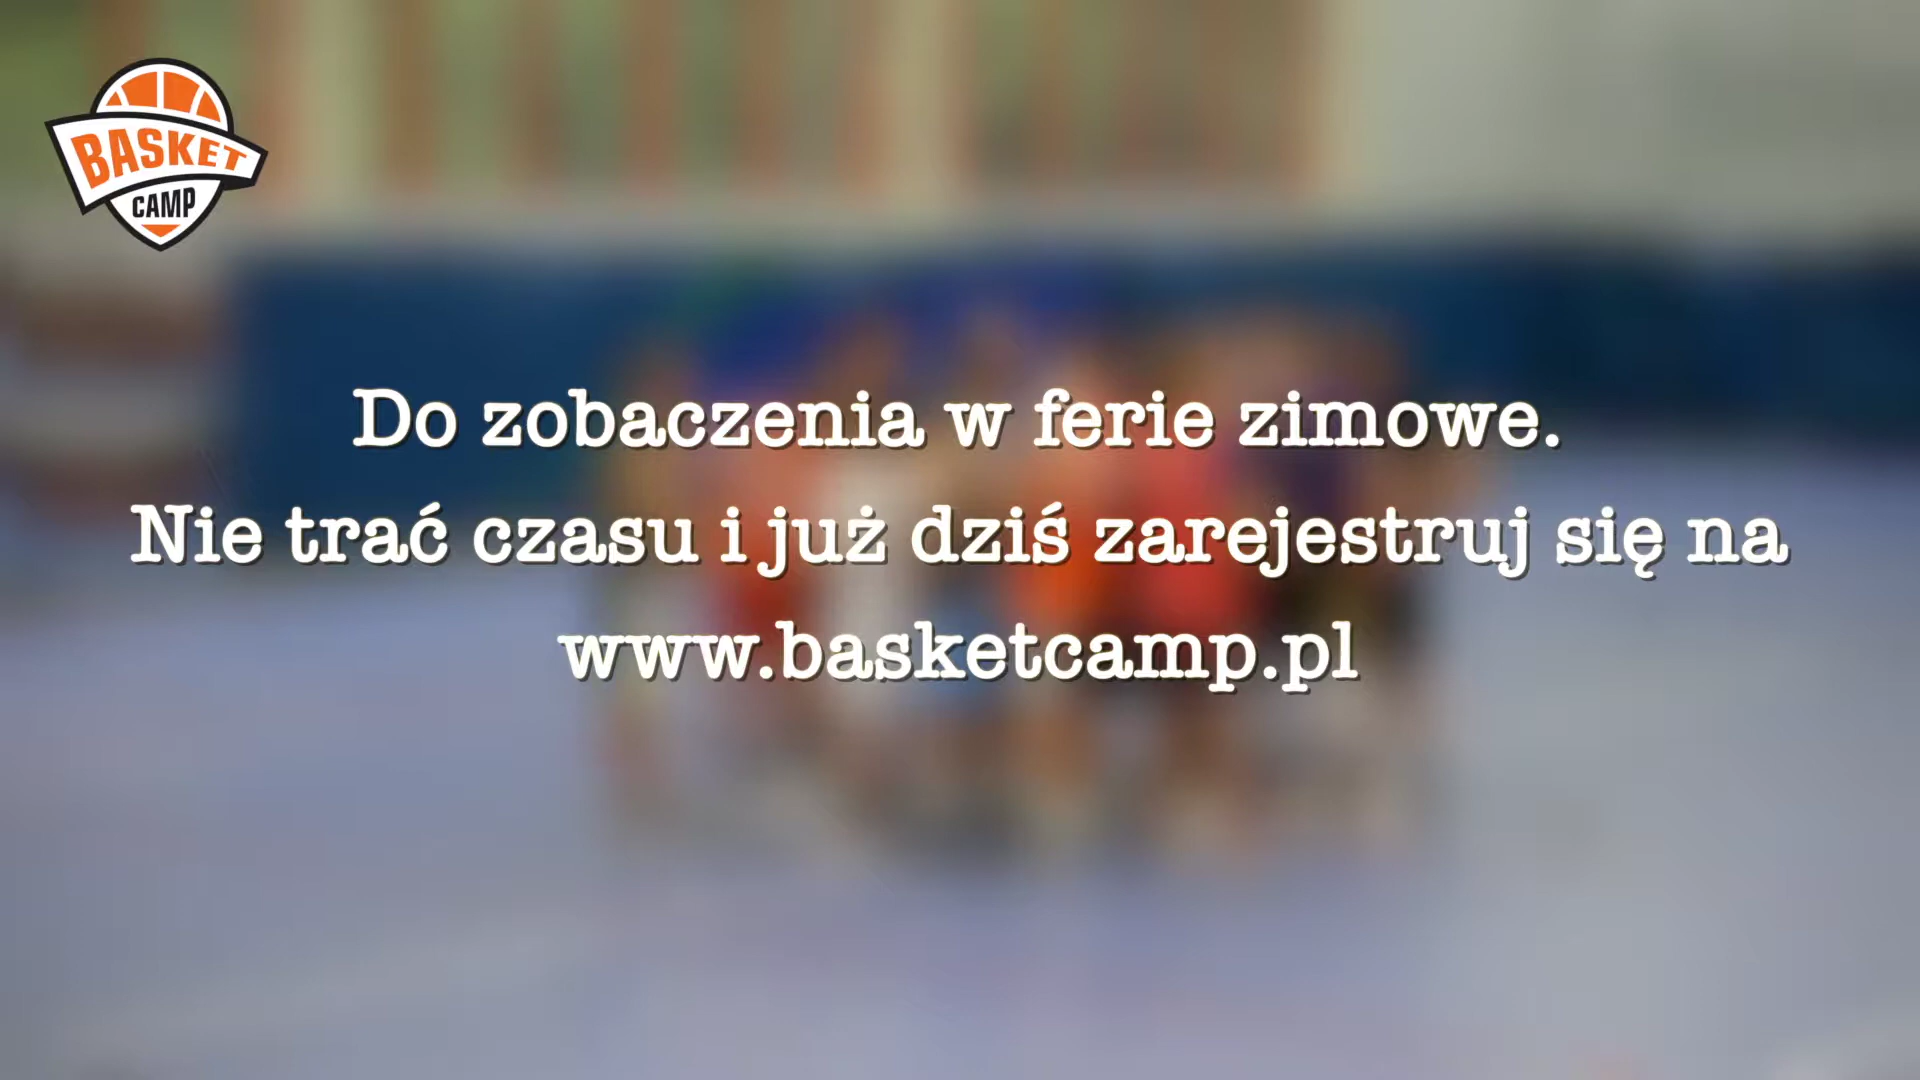 BASKET
CAMP
Do zobaczenia w ferie zimowe.
Nie trać czasu i już dziś zarejestruj się na
www.basketcamp.pl